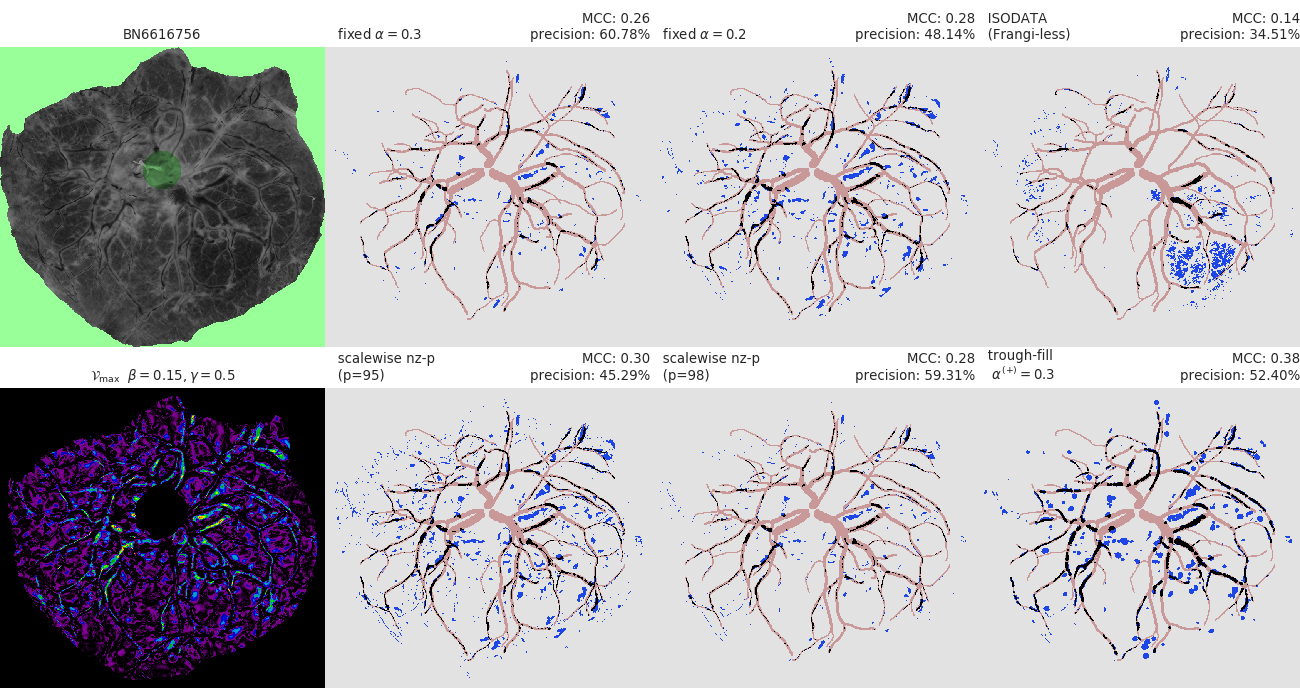 BN6616756
fixed α = 0.3
MCC: 0.26
precision: 60.78%
fixed α = 0.2
MCC: 0.28
precision: 48.14%
ISODATA
(Frangi-less)
MCC: 0.14
precision: 34.51%
𝒱max β = 0.15, γ = 0.5
scalewise nz-p
(p=95)
MCC: 0.30
precision: 45.29%
scalewise nz-p
(p=98)
MCC: 0.28
precision: 59.31%
trough-fill
α⁽⁺⁾ = 0.3
MCC: 0.38
precision: 52.40%